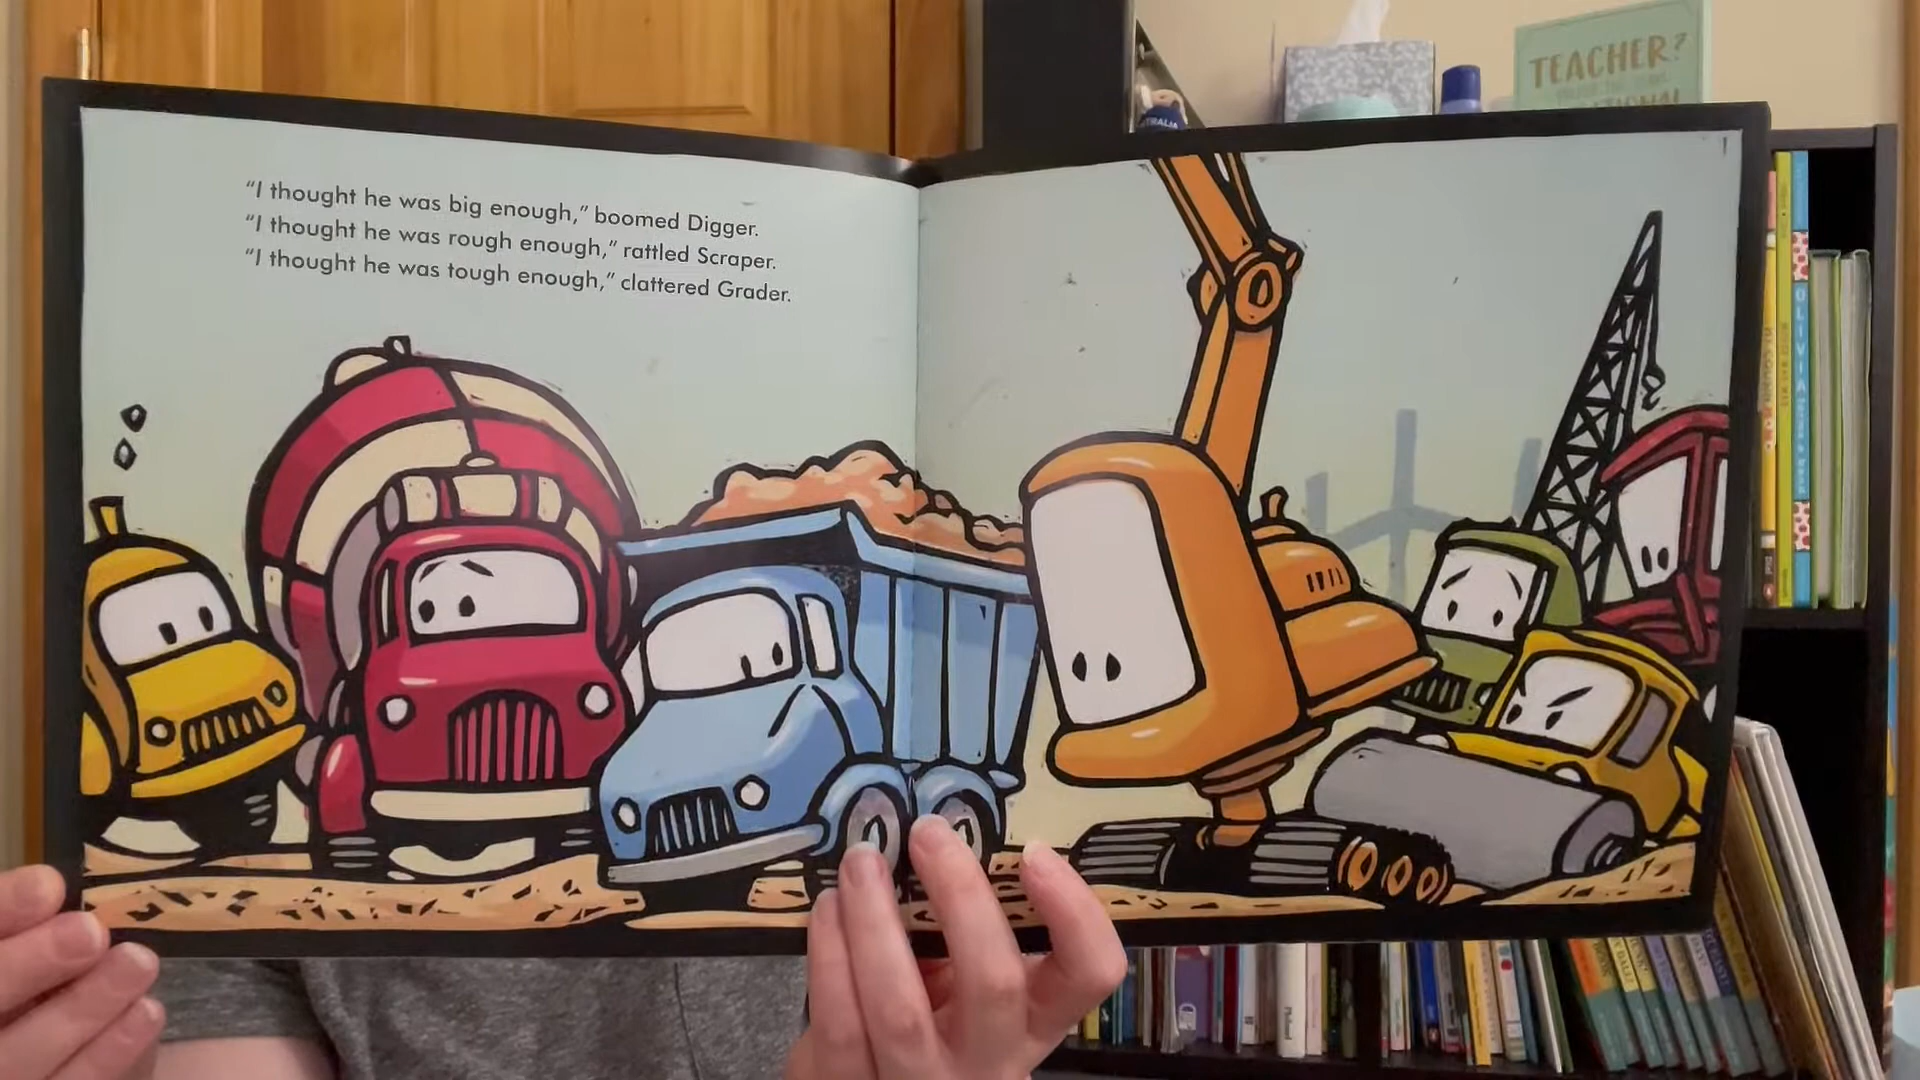 “I thought he was big enough,” boomed Digger.
“I thought he was rough enough,” rattled Scraper.
“I thought he was tough enough,” clattered Grader.
TEACHER?
OLIVIA